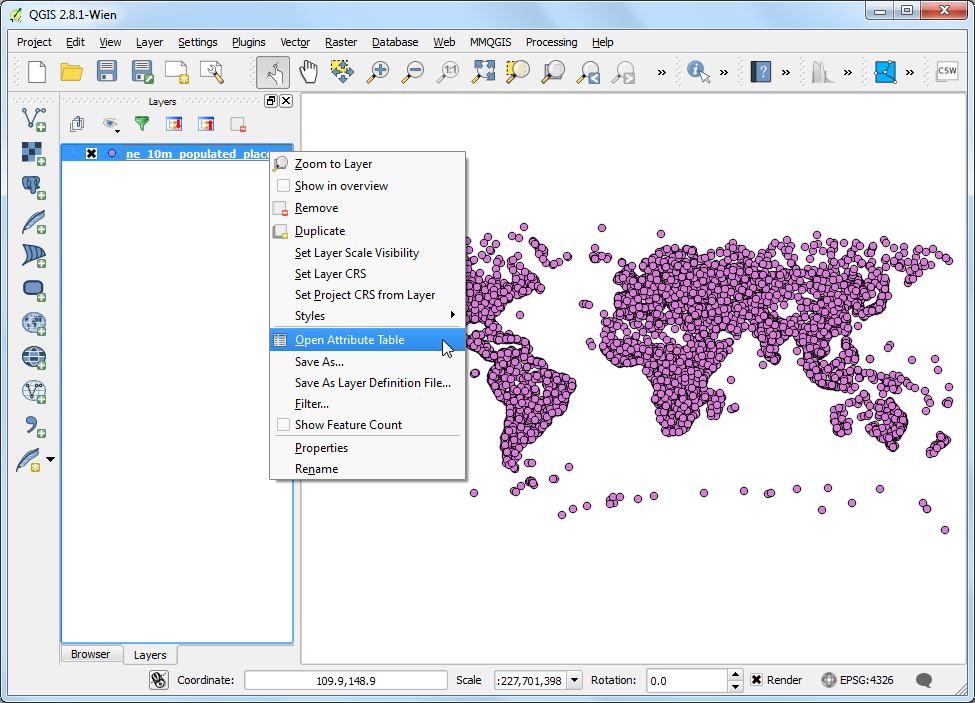 QGIS 2.8.1-Wien
Project Edit View Layer Settings Plugins Vector Raster Database Web MMQGIS Processing Help
1:1
» » » » » CSW
Layers
ne_10m_populated_plac
Zoom to Layer
Show in overview
Remove
Duplicate
Set Layer Scale Visibility
Set Layer CRS
Set Project CRS from Layer
Styles
Open Attribute Table
Save As...
Save As Layer Definition File...
Filter...
Show Feature Count
Properties
Rename
Browser Layers
Coordinate: 109.9,148.9 Scale :227,701,398 Rotation: 0.0 Render EPSG:4326